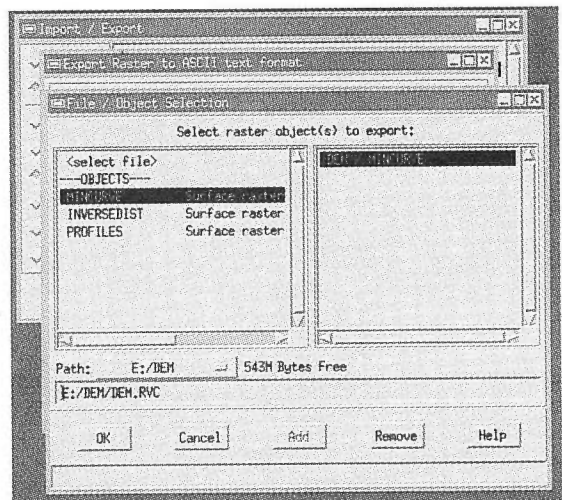 Import / Export
Export Raster to ASCII text format
File / Object Selection
Select raster object(s) to export:
<select file>
---OBJECTS---
MINCURVE Surface raster
INVERSEDIST Surface raster
PROFILES Surface raster
DEM / MINCURVE
Path: E:/DEM 543M Bytes Free
E:/DEM/DEM.RVC
OK Cancel Add Remove Help